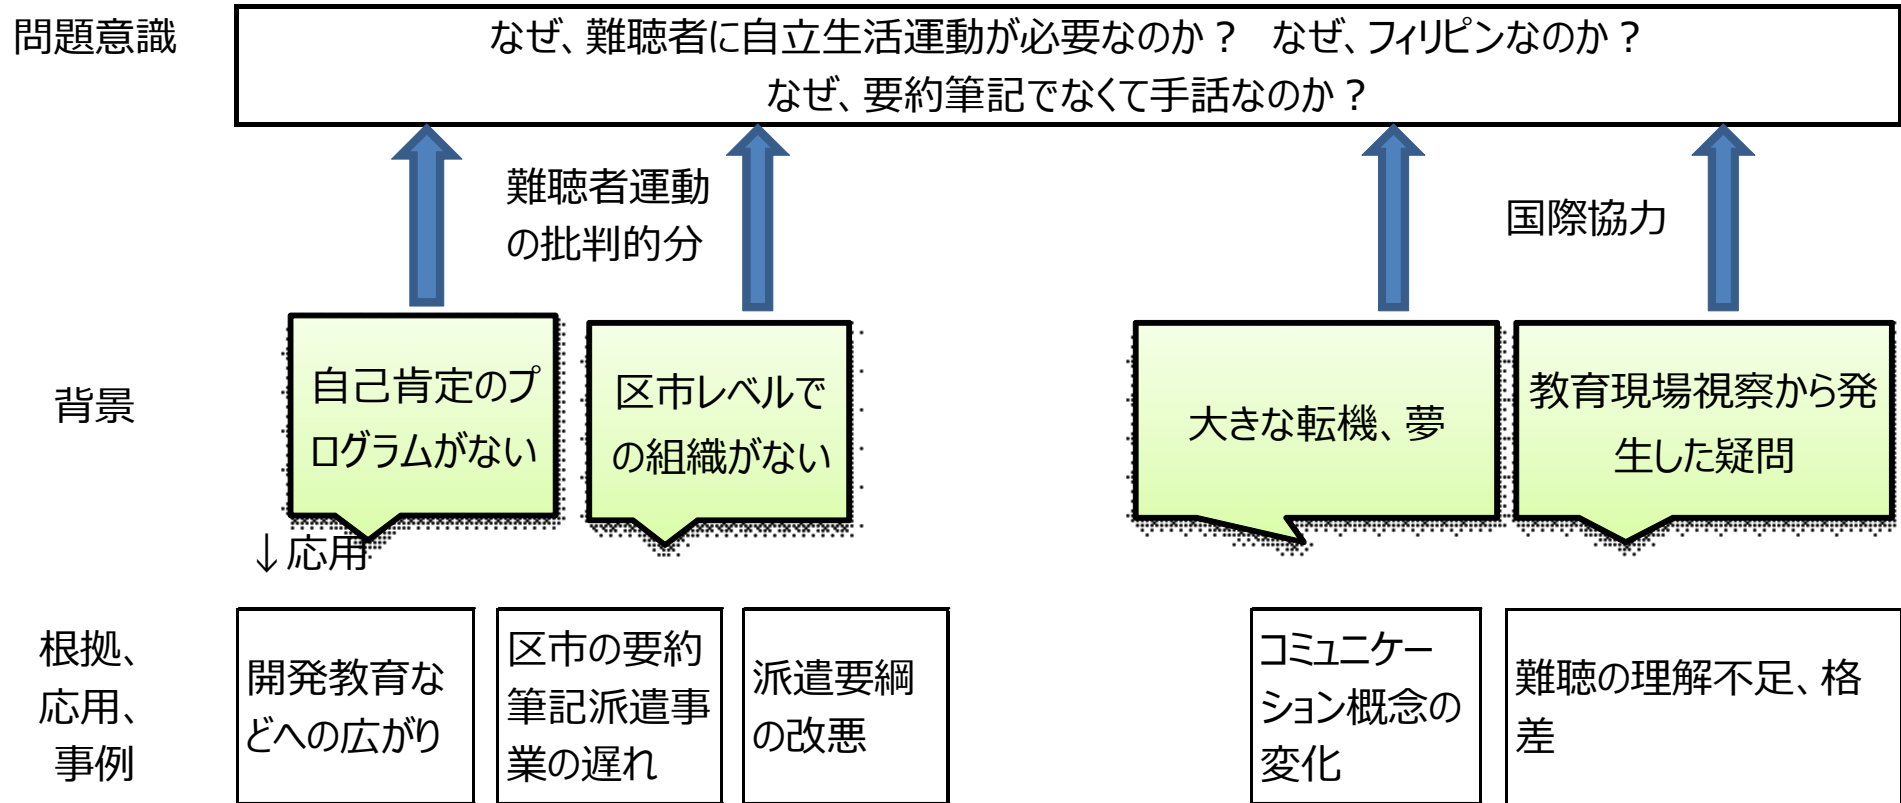 問題意識
なぜ、難聴者に自立生活運動が必要なのか？　なぜ、フィリピンなのか？
なぜ、要約筆記でなくて手話なのか？
難聴者運動
の批判的分
国際協力
背景
自己肯定のプ
ログラムがない
区市レベルで
の組織がない
大きな転機、夢
教育現場視察から発
生した疑問
↓応用
根拠、
応用、
事例
開発教育な
どへの広がり
区市の要約
筆記派遣事
業の遅れ
派遣要綱
の改悪
コミュニケー
ション概念の
変化
難聴の理解不足、格
差